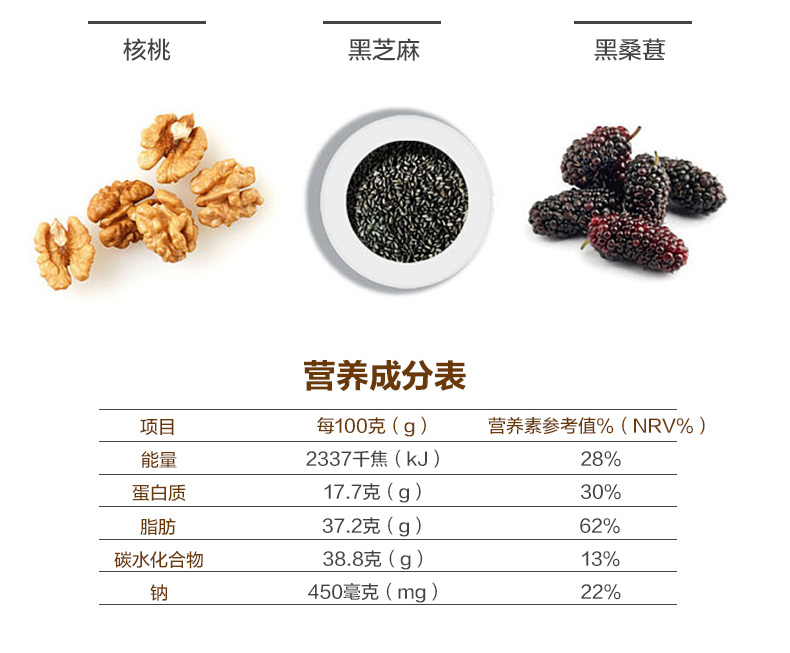 核桃 黑芝麻 黑桑葚
营养成分表
项目 每100克（g） 营养素参考值%（NRV%）
能量 2337千焦（kJ） 28%
蛋白质 17.7克（g） 30%
脂肪 37.2克（g） 62%
碳水化合物 38.8克（g） 13%
钠 450毫克（mg） 22%